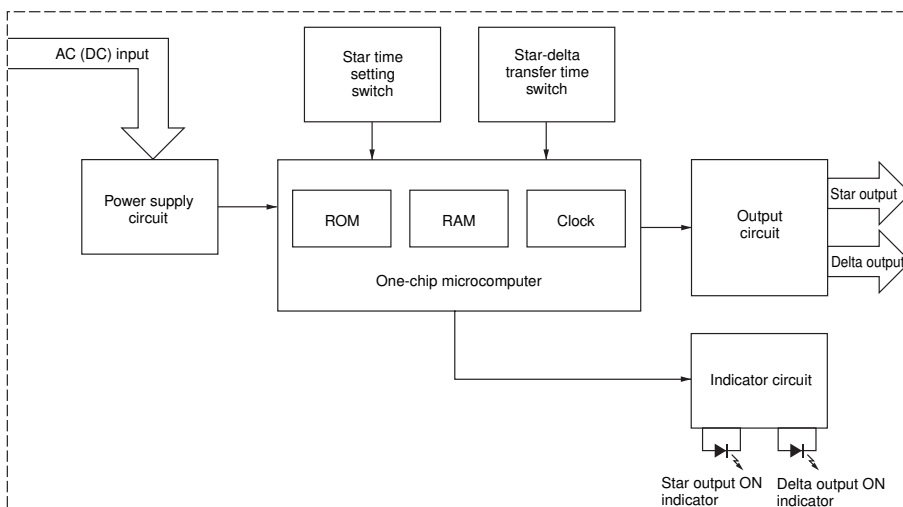 AC (DC) input
Star time
setting
switch
Star-delta
transfer time
switch
Power supply
circuit
ROM
RAM
Clock
One-chip microcomputer
Output
circuit
Star output
Delta output
Indicator circuit
Star output ON
indicator
Delta output ON
indicator